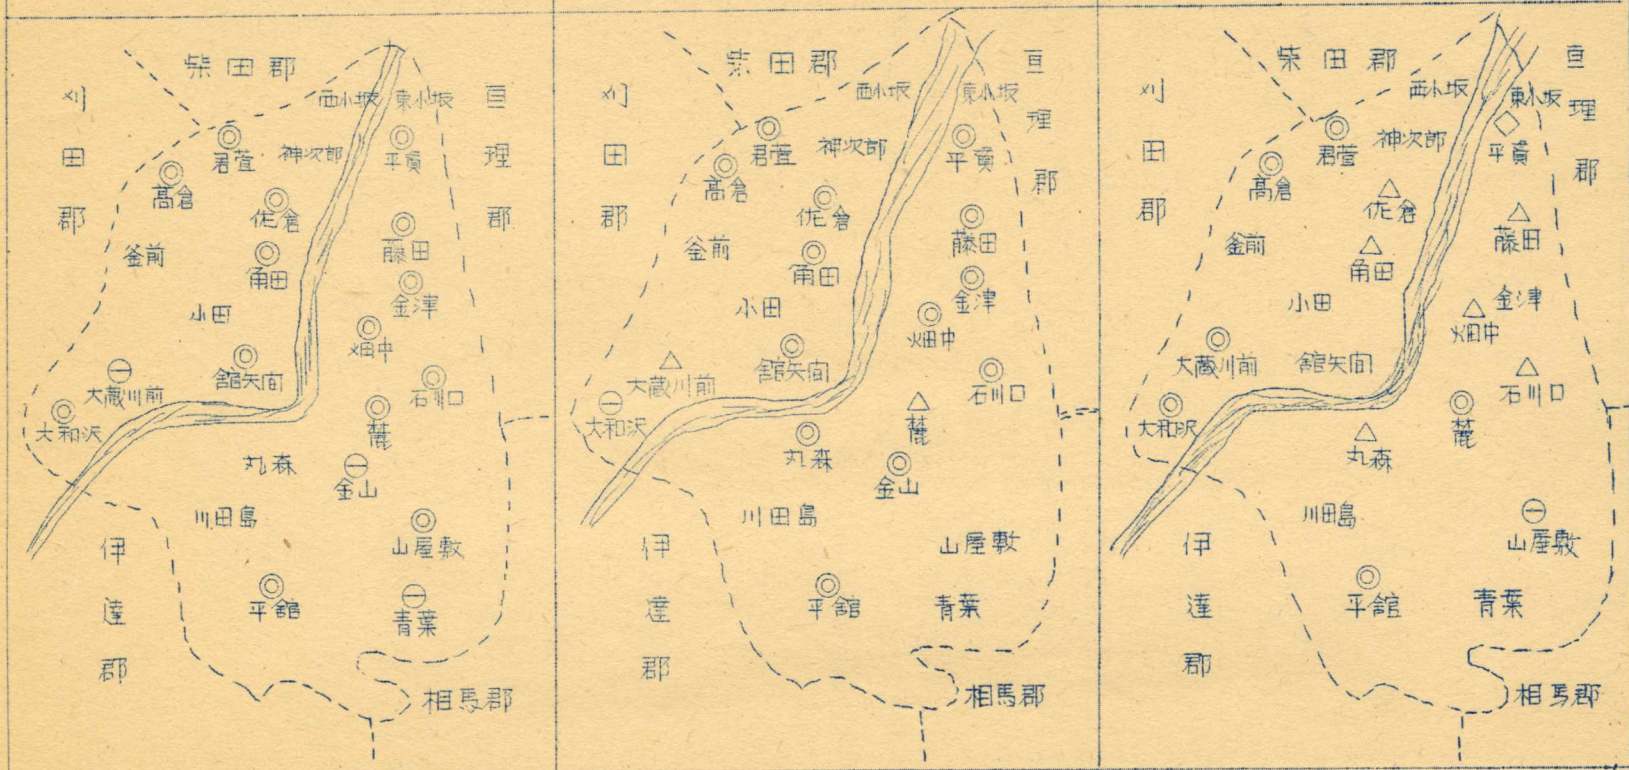 柴田郡
刈田郡
亘理郡
西小坂
東小坂
君萱
神次郎
平貫
高倉
佐倉
藤田
釜前
角田
金津
小田
畑中
舘矢间
大蔵川前
石川口
大和沢
麓
丸森
金山
川田島
山屋敷
伊達郡
平舘
青葉
相馬郡
柴田郡
刈田郡
亘理郡
西小坂
東小坂
君萱
神次郎
平貫
高倉
佐倉
藤田
釜前
角田
金津
小田
畑中
舘矢间
大蔵川前
石川口
大和沢
麓
丸森
金山
川田島
山屋敷
伊達郡
平舘
青葉
相馬郡
柴田郡
刈田郡
亘理郡
西小坂
東小坂
君萱
神次郎
平貫
高倉
佐倉
藤田
釜前
角田
金津
小田
畑中
舘矢间
大蔵川前
石川口
大和沢
麓
丸森
川田島
山屋敷
伊達郡
平舘
青葉
相馬郡